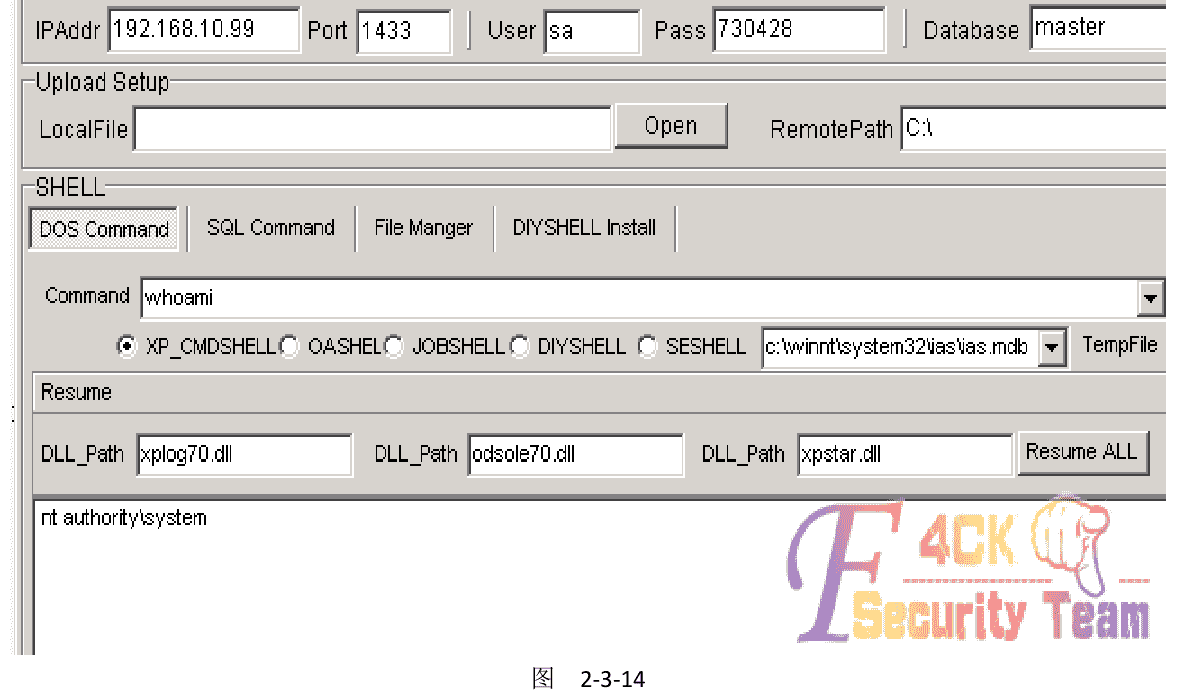 IPAddr 192.168.10.99 Port 1433 User sa Pass 730428 Database master
Upload Setup
LocalFile Open RemotePath C:\
SHELL
DOS Command SQL Command File Manger DIYSHELL Install
Command whoami
XP_CMDSHELL OASHEL JOBSHELL DIYSHELL SESHELL c:\winnt\system32\ias\ias.mdb TempFile
Resume
DLL_Path xplog70.dll DLL_Path odsole70.dll DLL_Path xpstar.dll Resume ALL
nt authority\system
F4CK
Security Team
图 2-3-14